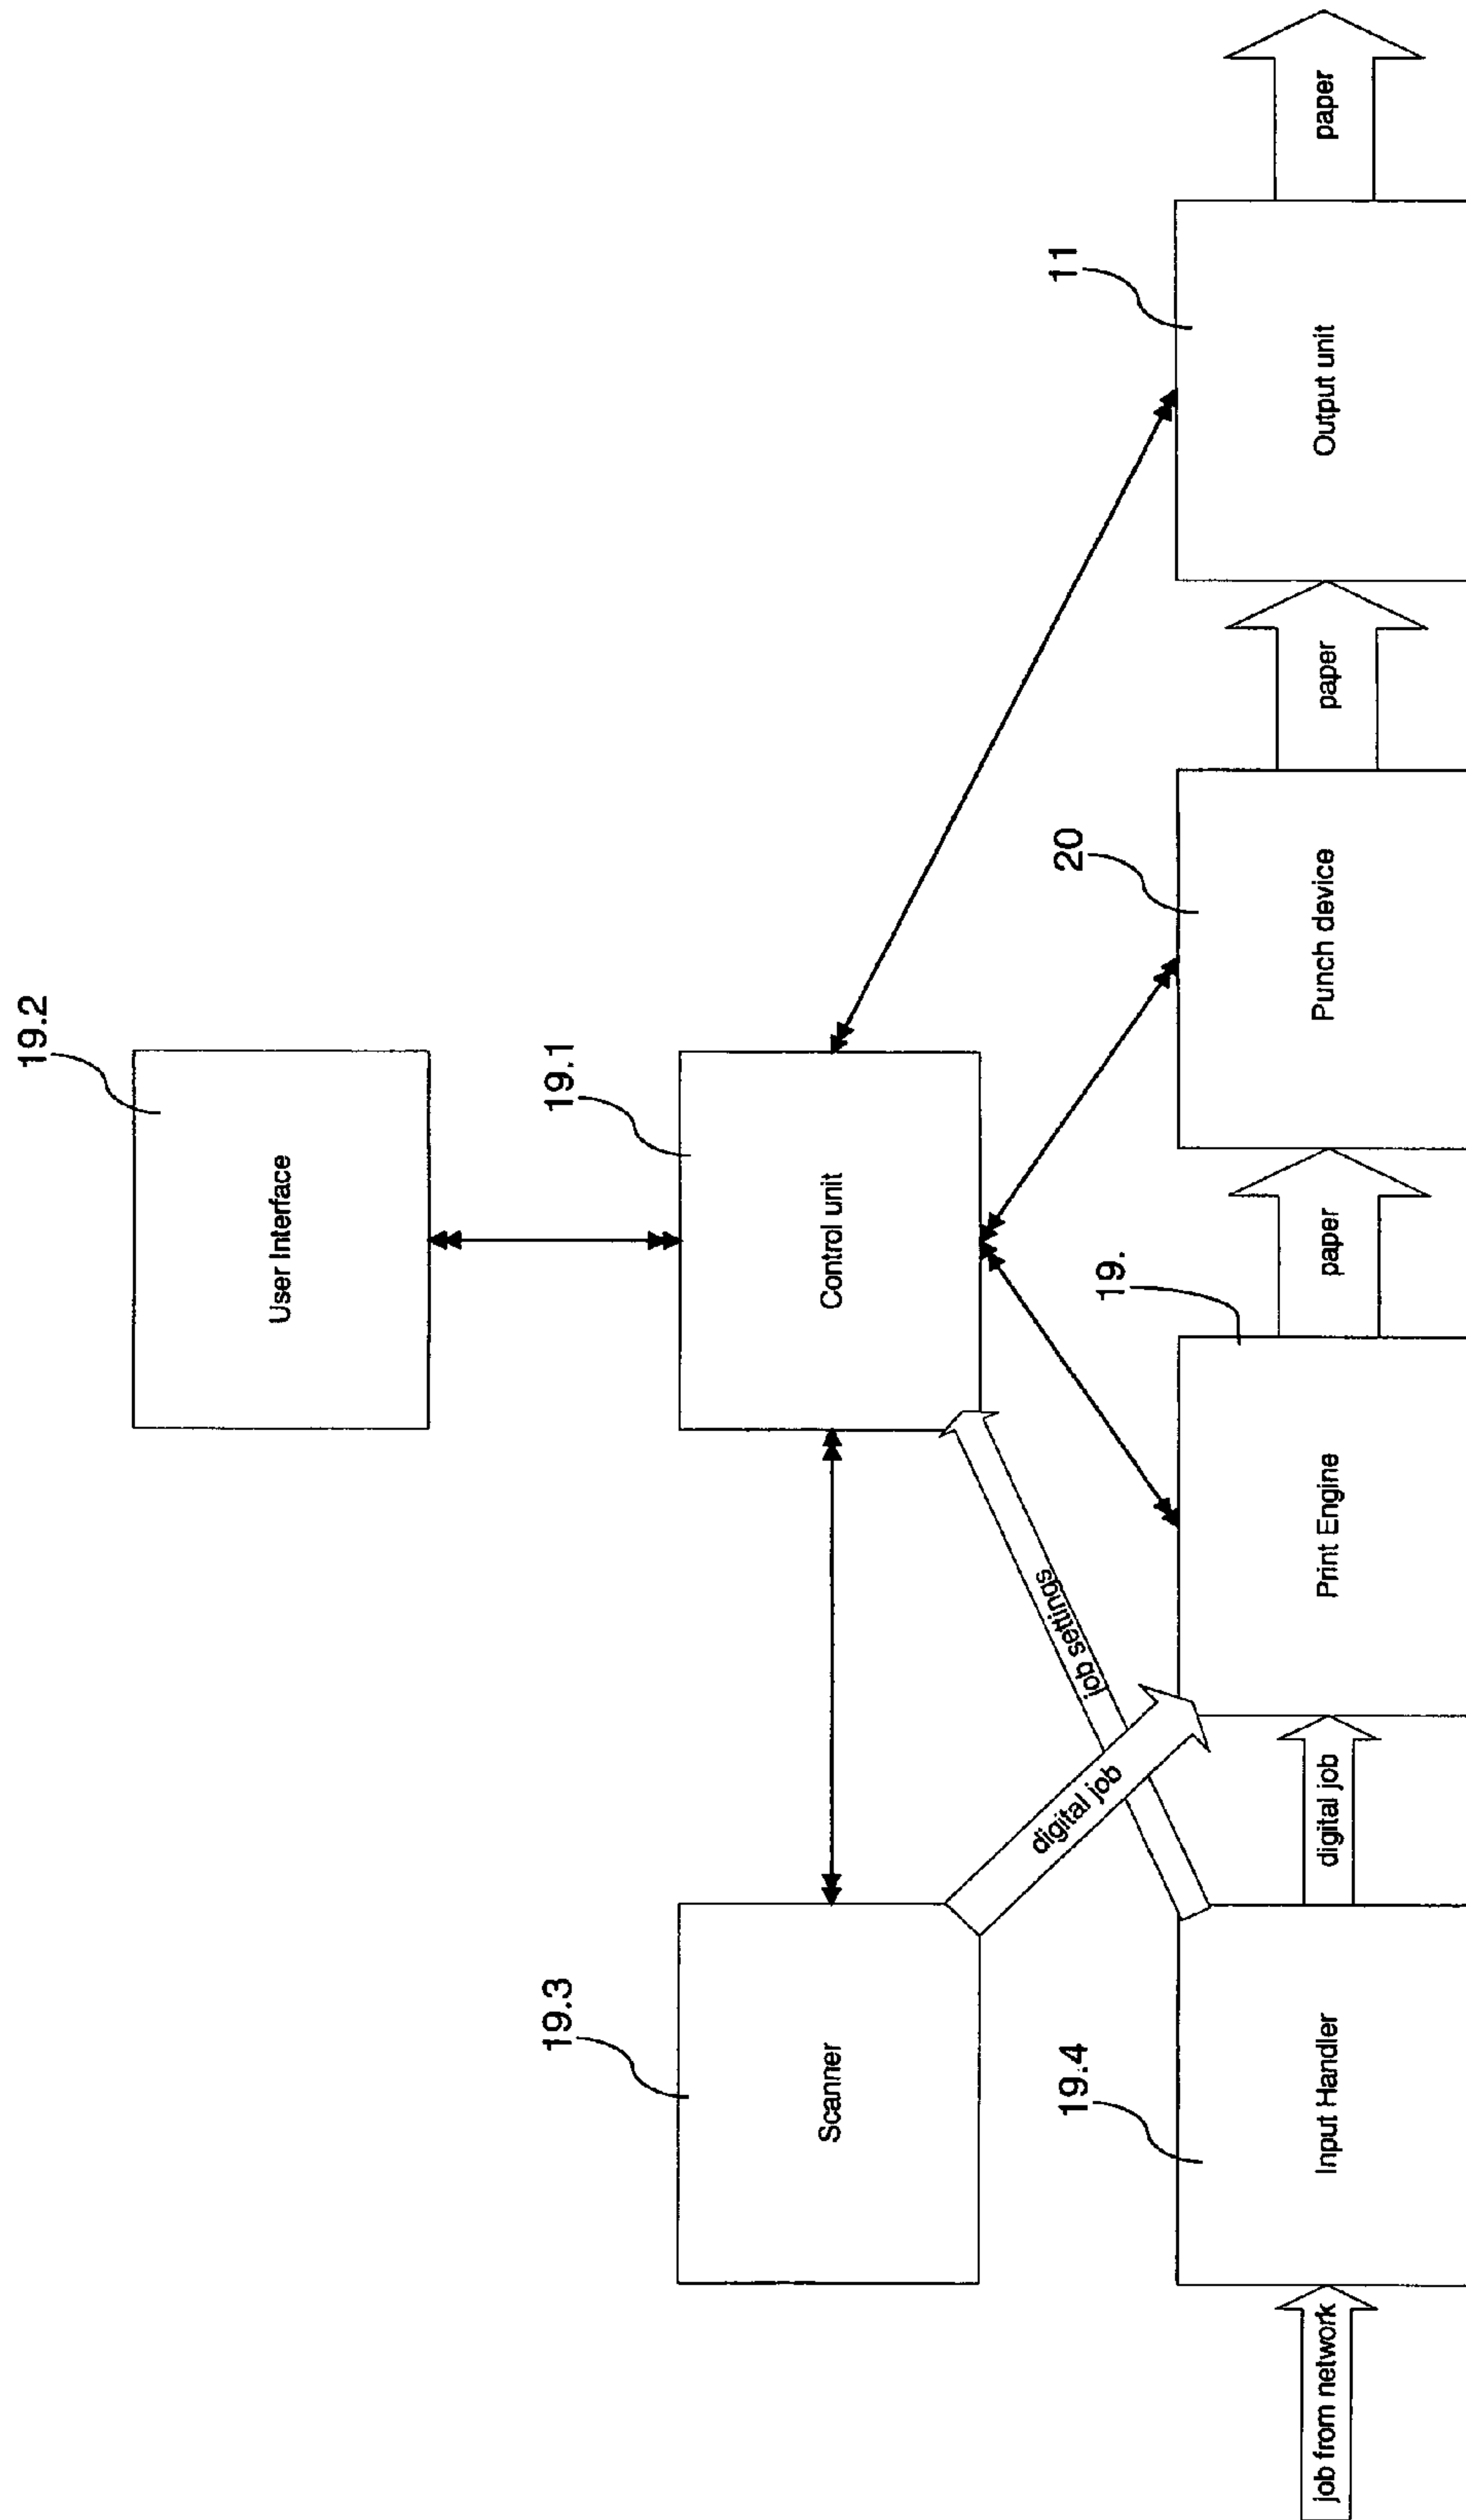 19.2
User Interface
19.3
Scanner
19.1
Control unit
digital job
job settings
19.4
19.
20
11
job from network
Input Handler
digital job
Print Engine
paper
Punch device
paper
Output unit
paper